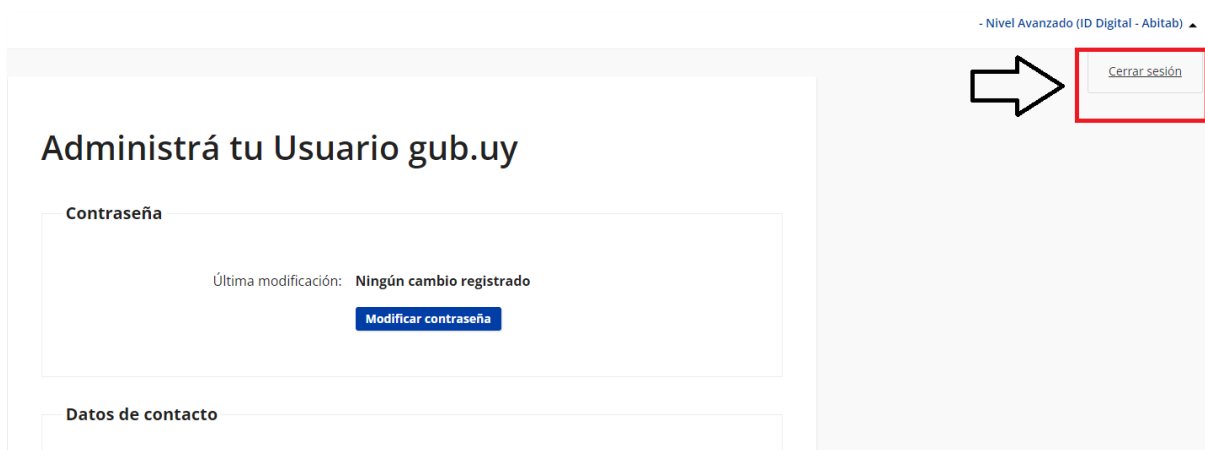 - Nivel Avanzado (ID Digital - Abitab)
Cerrar sesión
Administrá tu Usuario gub.uy
Contraseña
Última modificación: Ningún cambio registrado
Modificar contraseña
Datos de contacto